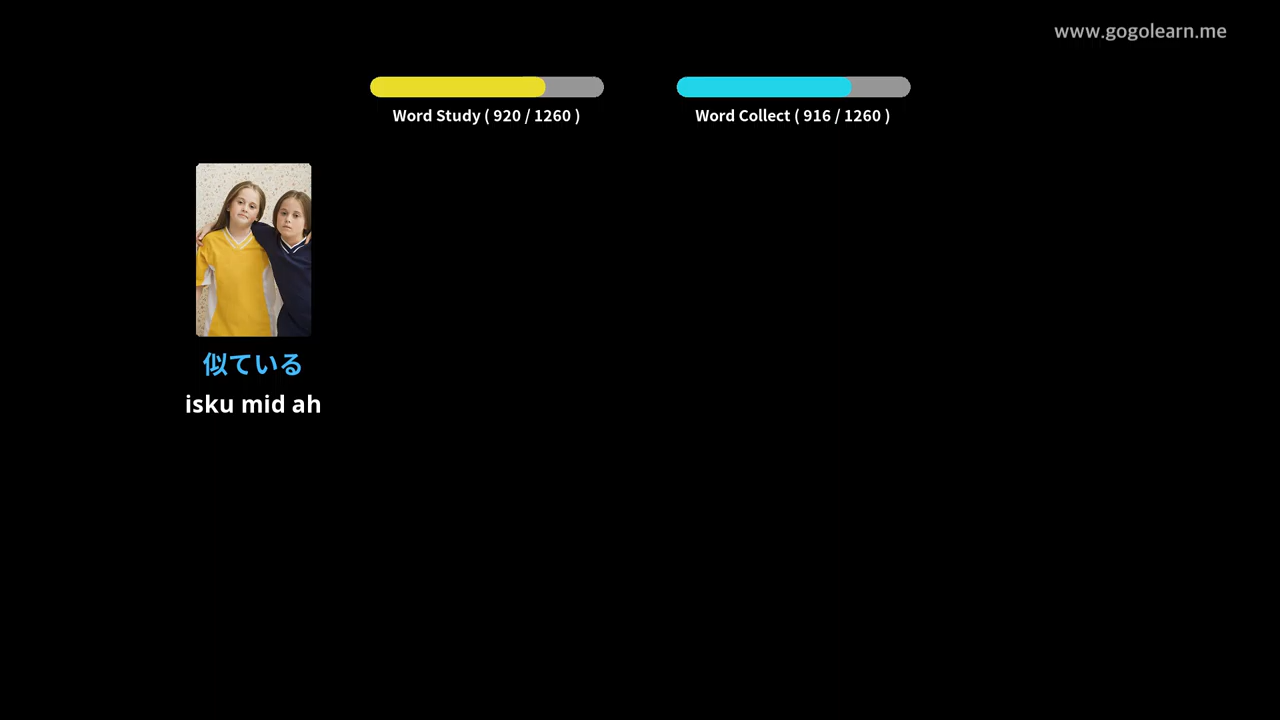 www.gogolearn.me
Word Study ( 920 / 1260 )
Word Collect ( 916 / 1260 )
似ている
isku mid ah